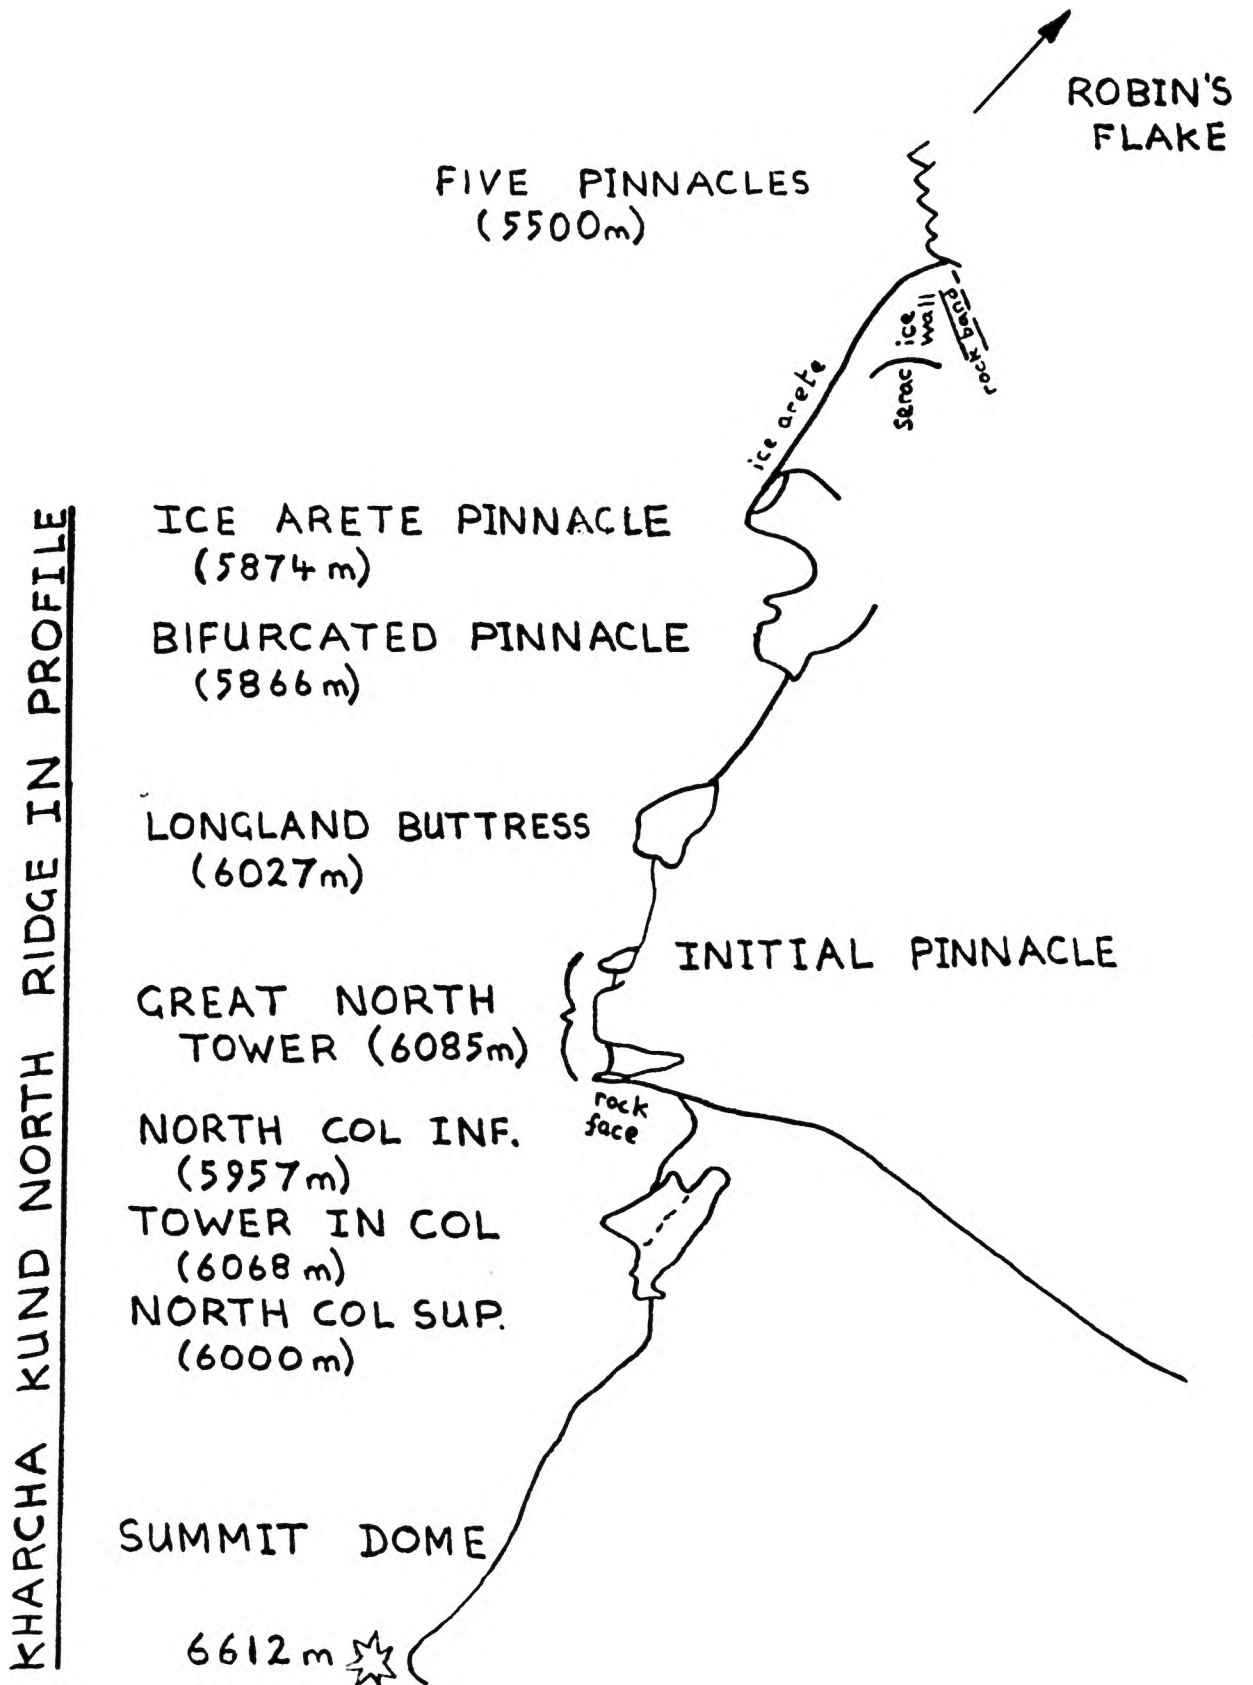 ROBIN'S
FLAKE
FIVE PINNACLES
(5500m)
ice
wall
rock band
serac
ice arete
ICE ARETE PINNACLE
(5874m)
BIFURCATED PINNACLE
(5866m)
LONGLAND BUTTRESS
(6027m)
INITIAL PINNACLE
GREAT NORTH
TOWER (6085m)
rock
face
NORTH COL INF.
(5957m)
TOWER IN COL
(6068m)
NORTH COL SUP.
(6000m)
SUMMIT DOME
6612m
KHARCHA KUND NORTH RIDGE IN PROFILE